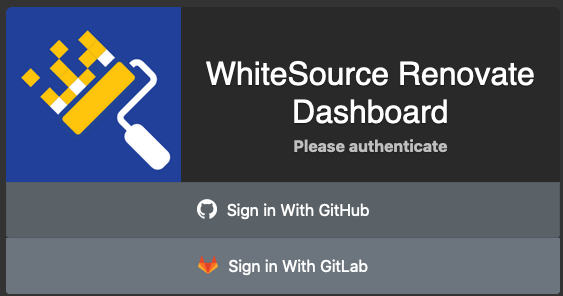 WhiteSource Renovate
Dashboard
Please authenticate
Sign in With GitHub
Sign in With GitLab